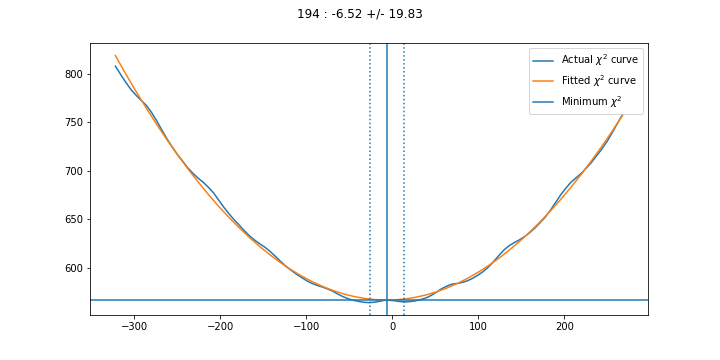 194 : -6.52 +/- 19.83
Actual χ² curve
Fitted χ² curve
Minimum χ²
800
750
700
650
600
−300
−200
−100
0
100
200